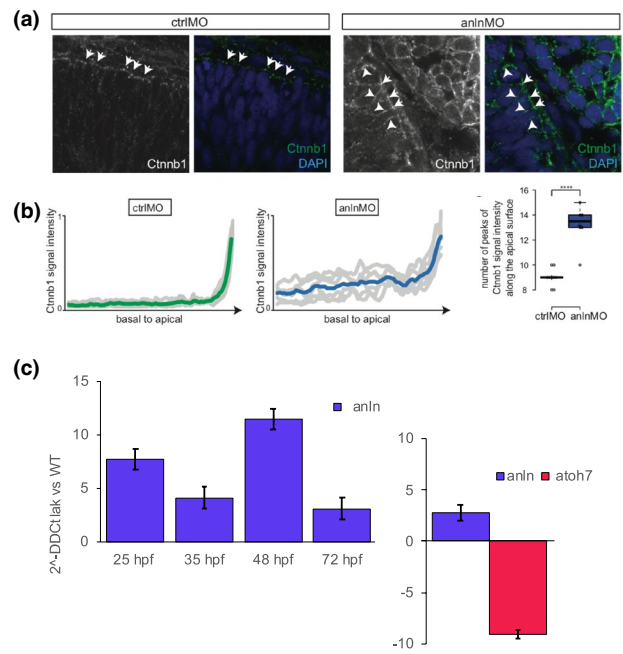 (a)
ctrlMO
anlnMO
Ctnnb1
Ctnnb1
DAPI
Ctnnb1
Ctnnb1
DAPI
(b)
ctrlMO
Ctnnb1 signal intensity
1
0
basal to apical
anlnMO
Ctnnb1 signal intensity
1
0
basal to apical
number of peaks of
Ctnnb1 signal intensity
along the apical surface
16
14
12
10
8
****
ctrlMO anlnMO
(c)
2^-DDCt lak vs WT
15
10
5
0
anln
25 hpf 35 hpf 48 hpf 72 hpf
10
5
0
-5
-10
anln atoh7